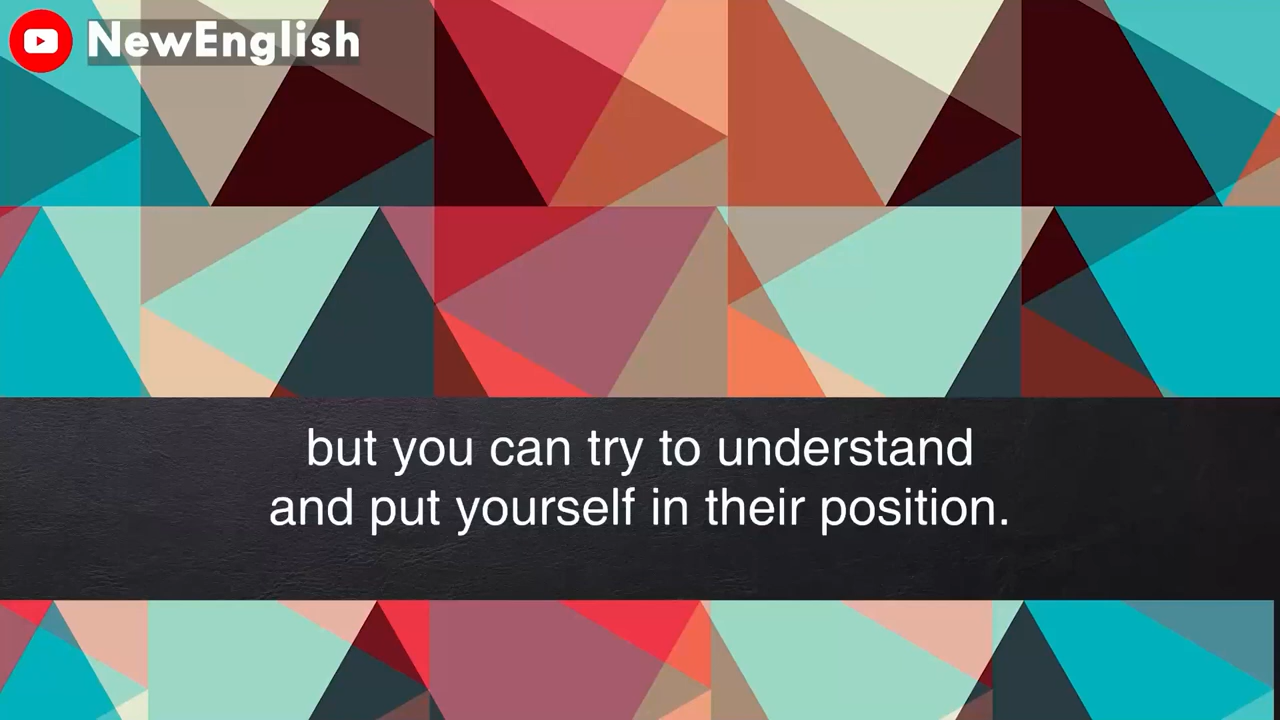 NewEnglish
but you can try to understand
and put yourself in their position.